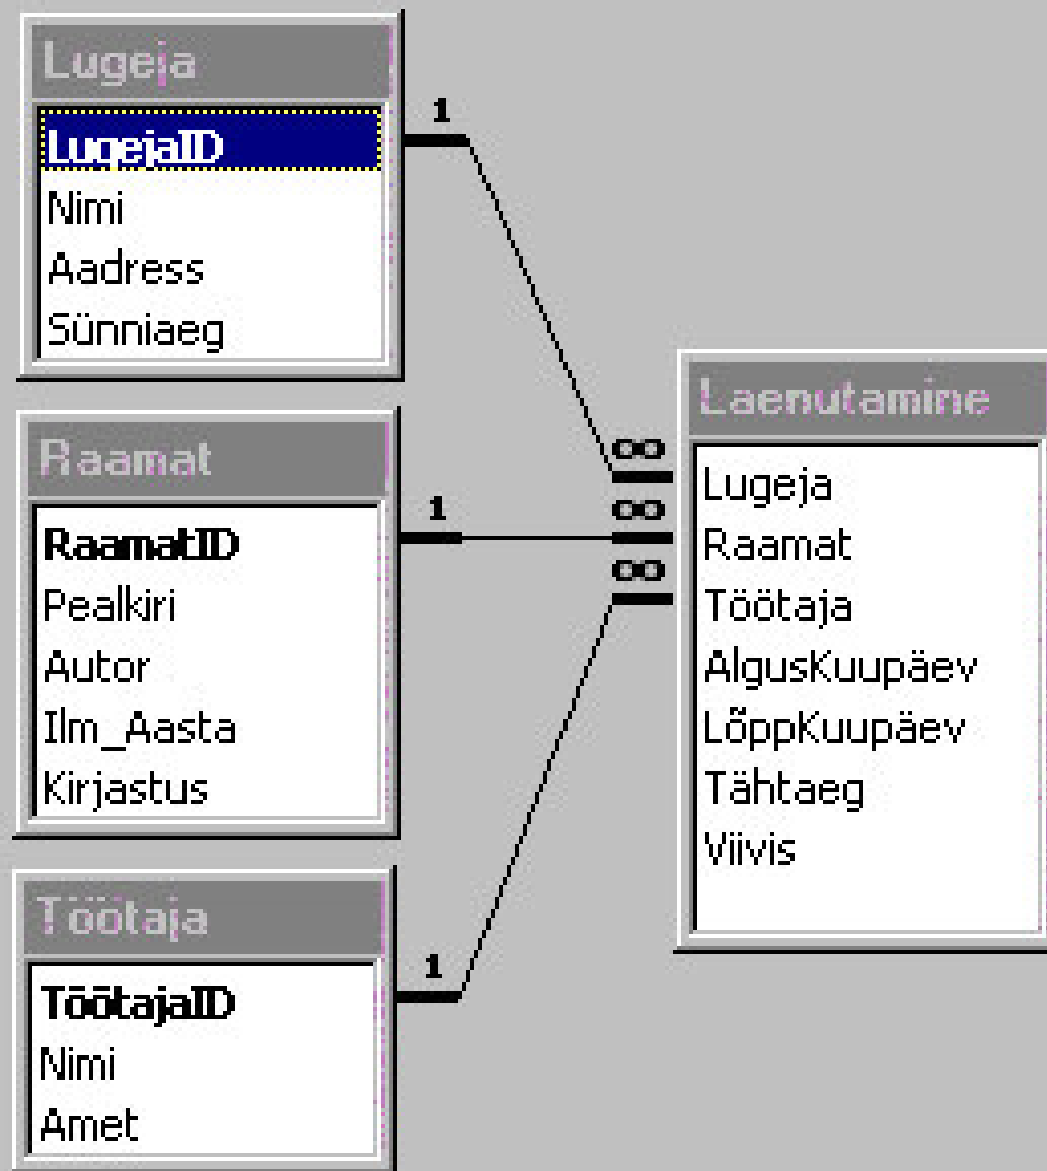 Lugeja
LugejaID
Nimi
Aadress
Sünniaeg
1
Raamat
RaamatID
Pealkiri
Autor
Ilm_Aasta
Kirjastus
1
Töötaja
TöötajaID
Nimi
Amet
1
Laenutamine
∞
Lugeja
∞
Raamat
∞
Töötaja
AlgusKuupäev
LõppKuupäev
Tähtaeg
Viivis